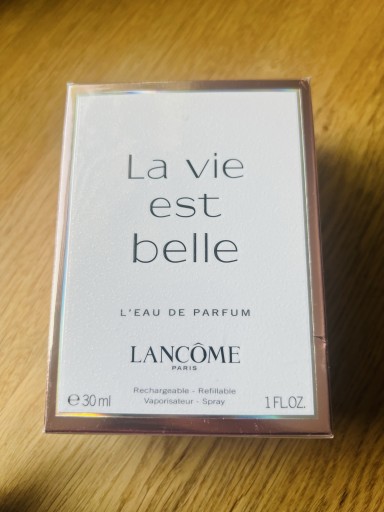 La vie
est
belle
L'EAU DE PARFUM
LANCÔME
PARIS
Rechargeable - Refillable
Vaporisateur - Spray
℮ 30 ml
1 FL.OZ.